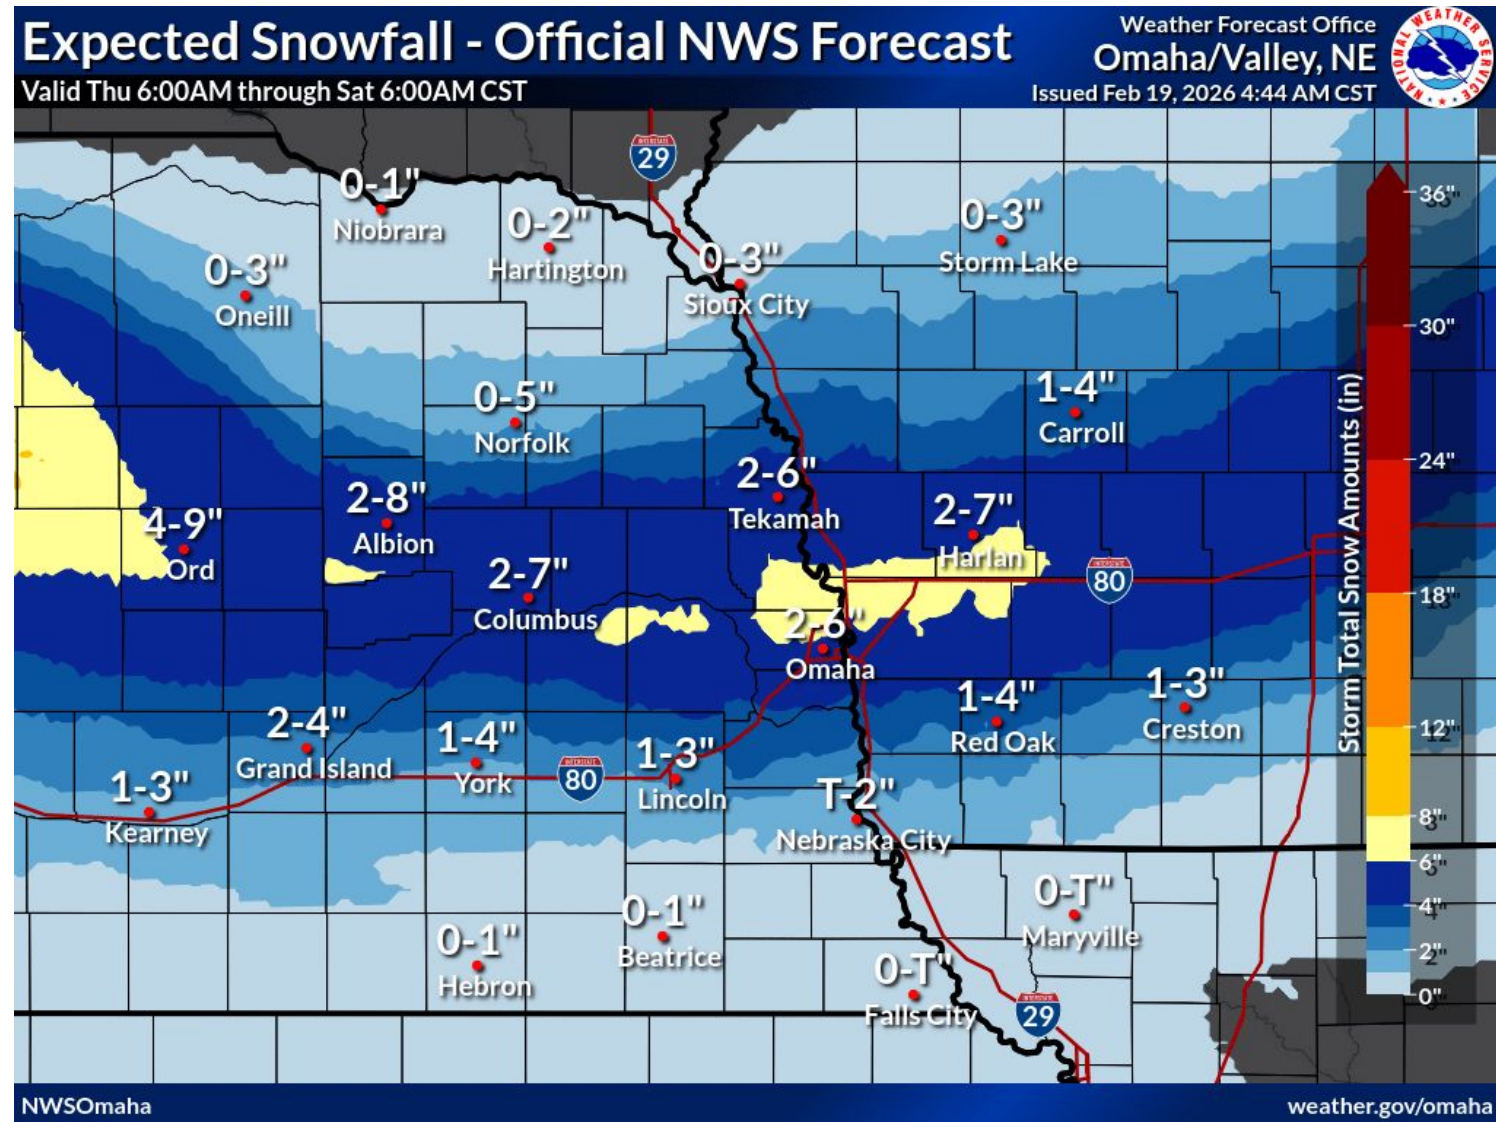 Expected Snowfall - Official NWS Forecast
Valid Thu 6:00AM through Sat 6:00AM CST
Weather Forecast Office
Omaha/Valley, NE
Issued Feb 19, 2026 4:44 AM CST
NATIONAL WEATHER SERVICE
INTERSTATE
29
0-1"
Niobrara
0-2"
Hartington
0-3"
Storm Lake
0-3"
Oneill
0-3"
Sioux City
0-5"
Norfolk
1-4"
Carroll
2-6"
Tekamah
2-8"
Albion
2-7"
Harlan
4-9"
Ord
2-7"
Columbus
INTERSTATE
80
2-6"
Omaha
1-3"
Creston
1-4"
Red Oak
2-4"
Grand Island
1-4"
York
INTERSTATE
80
1-3"
Lincoln
1-3"
Kearney
T-2"
Nebraska City
0-T"
Maryville
0-1"
Beatrice
0-1"
Hebron
0-T"
Falls City
INTERSTATE
29
Storm Total Snow Amounts (in)
36"
30"
24"
18"
12"
8"
6"
4"
2"
0"
NWSOmaha
weather.gov/omaha